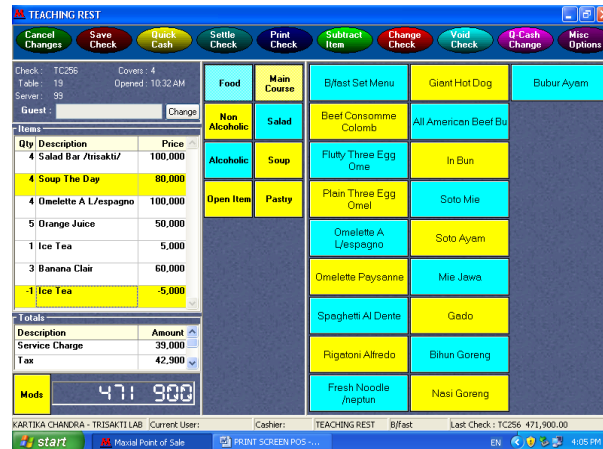 TEACHING REST
Cancel Changes
Save Check
Quick Cash
Settle Check
Print Check
Subtract Item
Change Check
Void Check
Q-Cash Change
Misc Options
Check: TC256 Covers: 4
Table: 19 Opened: 10:32 AM
Server: 99
Guest: Change
Items
Qty Description Price
4 Salad Bar /trisakti/ 100,000
4 Soup The Day 80,000
4 Omelette A L/espagno 100,000
5 Orange Juice 50,000
1 Ice Tea 5,000
3 Banana Clair 60,000
-1 Ice Tea -5,000
Totals
Description Amount
Service Charge 39,000
Tax 42,900
Mods 471 900
Food
Main Course
Non Alcoholic
Salad
Alcoholic
Soup
Open Item
Pastry
B/fast Set Menu
Giant Hot Dog
Bubur Ayam
Beef Consomme Colomb
All American Beef Bu
Fluffy Three Egg Ome
In Bun
Plain Three Egg Omel
Soto Mie
Omelette A L/espagno
Soto Ayam
Omelette Paysanne
Mie Jawa
Spaghetti Al Dente
Gado
Rigatoni Alfredo
Bihun Goreng
Fresh Noodle /neptun
Nasi Goreng
KARTIKA CHANDRA - TRISAKTI LAB Current User: Cashier: TEACHING REST B/fast Last Check : TC256 471,900.00
start Maxial Point of Sale PRINT SCREEN POS -... EN 4:05 PM